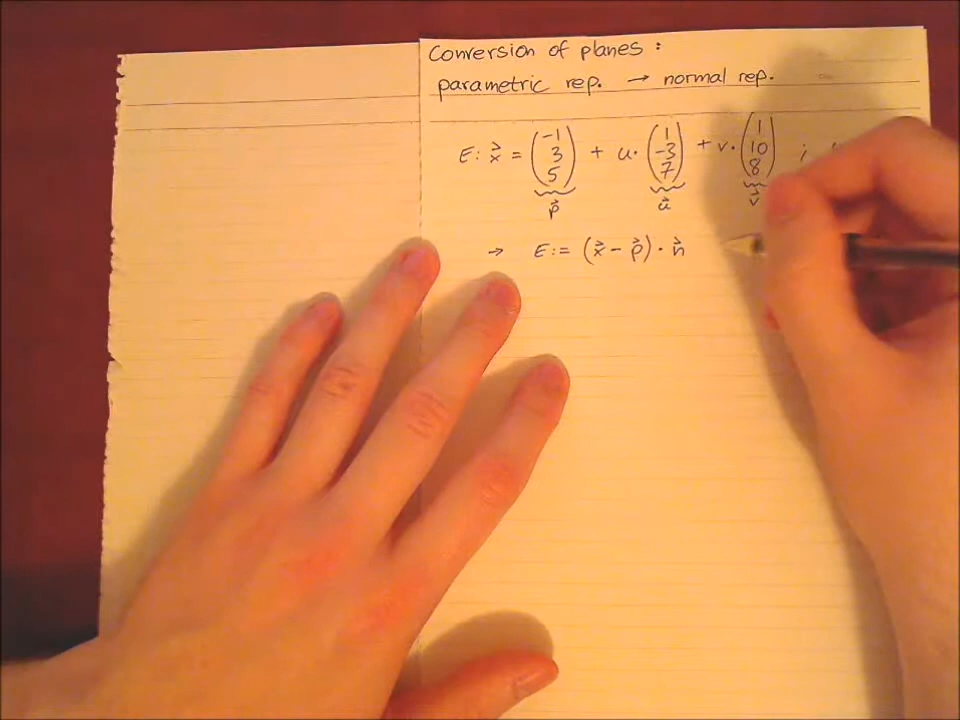 Conversion of planes :
parametric rep. → normal rep.
E: x⃗ = (-1 3 5) + u· (1 -3 7) + v· (1 10 8) ;
p⃗ u⃗ v⃗
→ E:= (x⃗ - p⃗) · n⃗